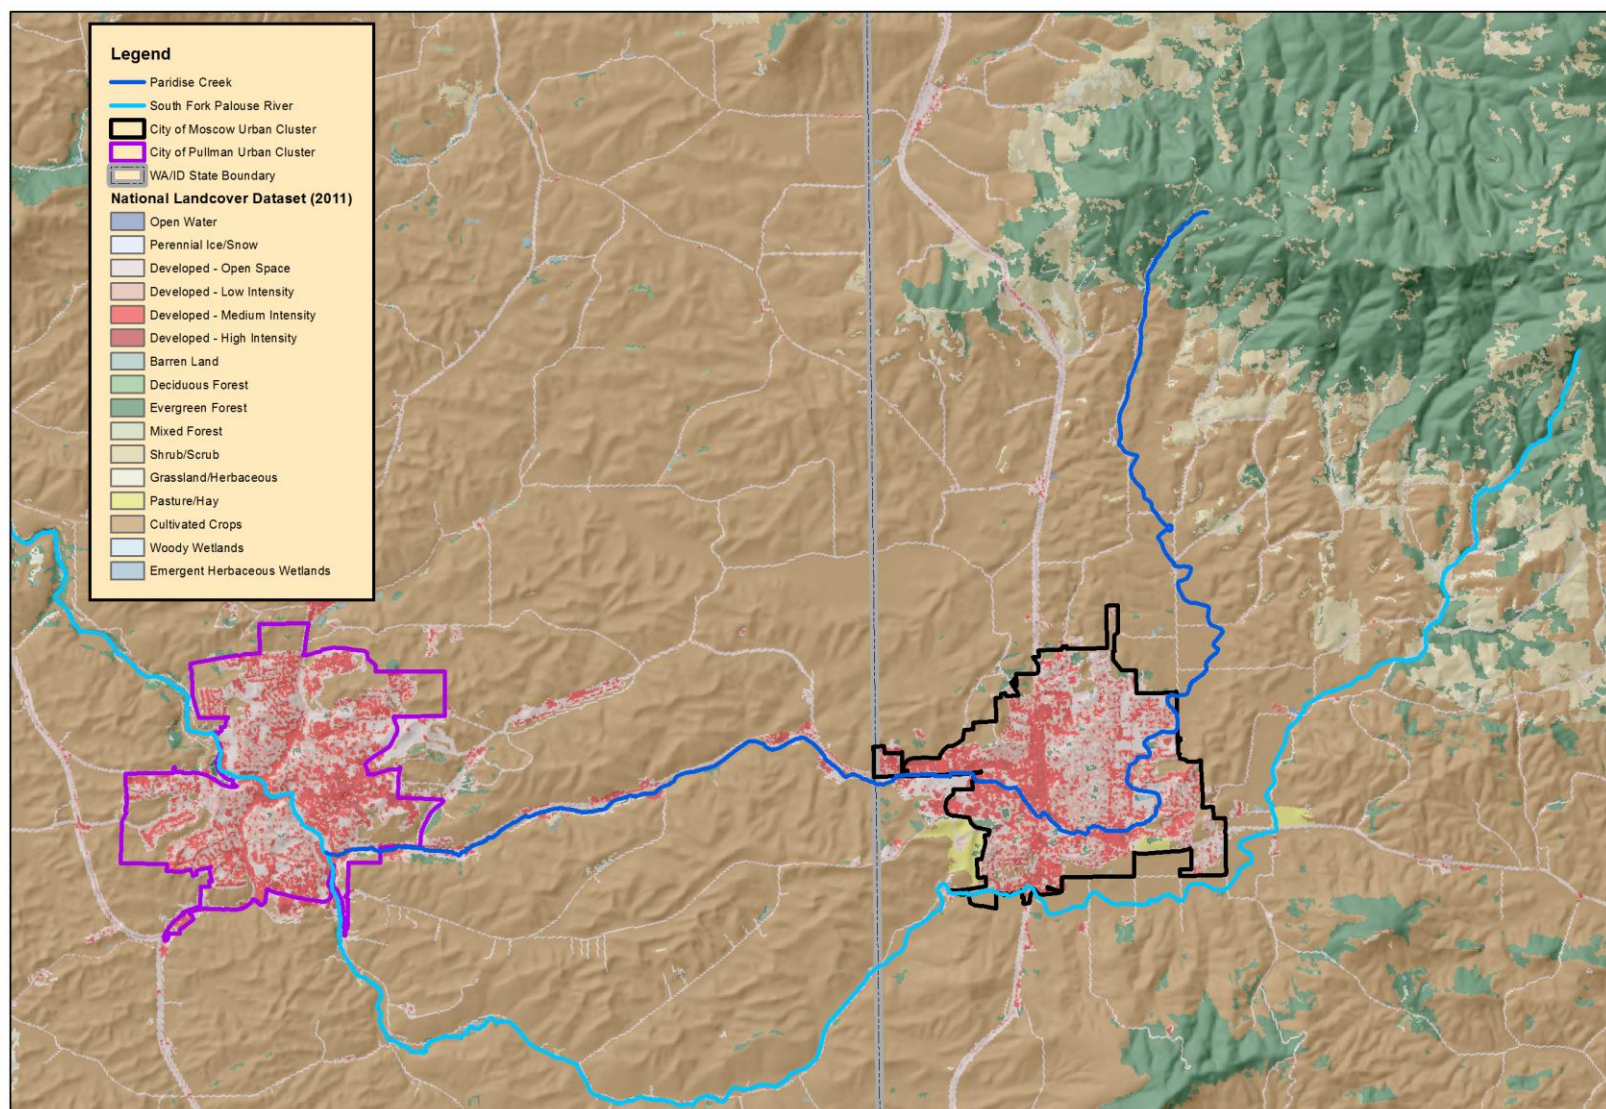 Legend
Paridise Creek
South Fork Palouse River
City of Moscow Urban Cluster
City of Pullman Urban Cluster
WA/ID State Boundary
National Landcover Dataset (2011)
Open Water
Perennial Ice/Snow
Developed - Open Space
Developed - Low Intensity
Developed - Medium Intensity
Developed - High Intensity
Barren Land
Deciduous Forest
Evergreen Forest
Mixed Forest
Shrub/Scrub
Grassland/Herbaceous
Pasture/Hay
Cultivated Crops
Woody Wetlands
Emergent Herbaceous Wetlands